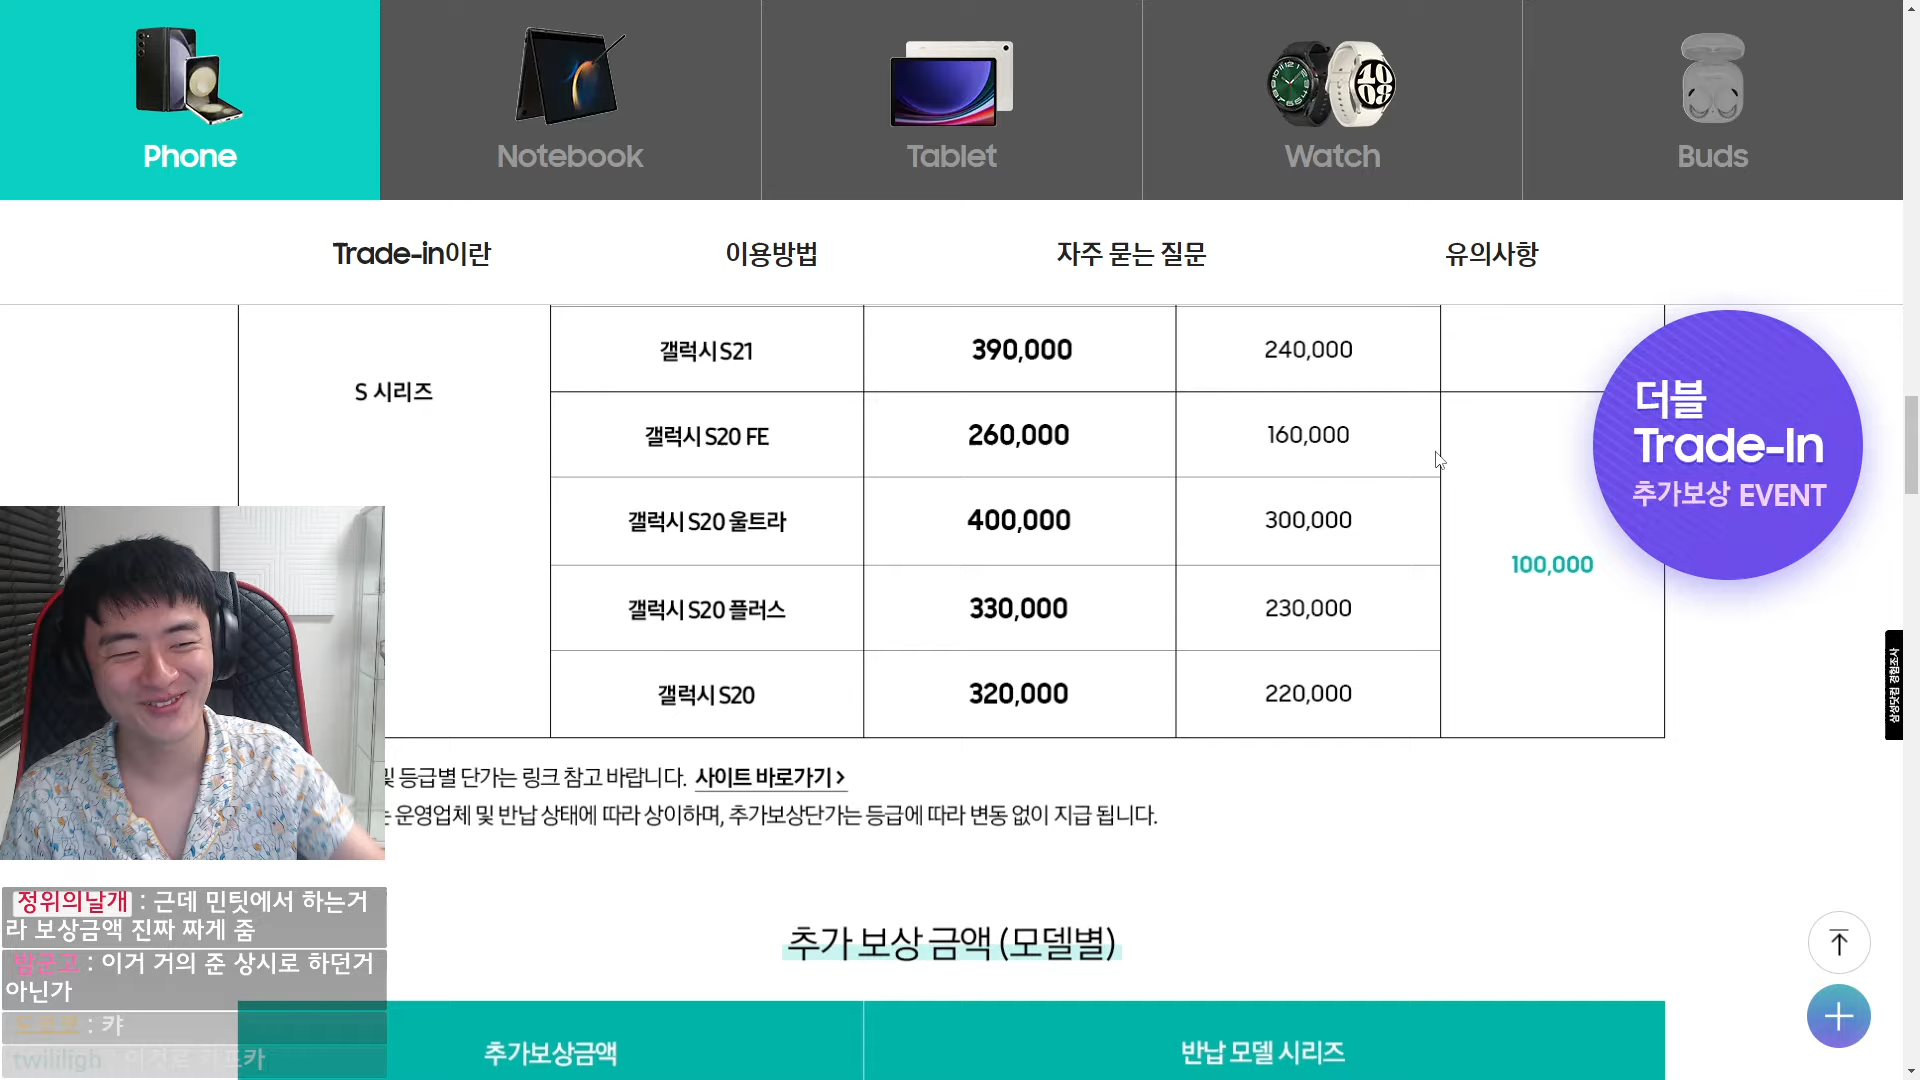 Phone
Notebook
Tablet
Watch
Buds
Trade-in이란
이용방법
자주 묻는 질문
유의사항
S 시리즈
갤럭시 S21
390,000
240,000
갤럭시 S20 FE
260,000
160,000
갤럭시 S20 울트라
400,000
300,000
갤럭시 S20 플러스
330,000
230,000
갤럭시 S20
320,000
220,000
100,000
더블
Trade-In
추가보상 EVENT
등급별 단가는 링크 참고 바랍니다. 사이트 바로가기 >
운영업체 및 반납 상태에 따라 상이하며, 추가보상단가는 등급에 따라 변동 없이 지급 됩니다.
정위의날개 : 근데 민팃에서 하는거
라 보상금액 진짜 짜게 줌
밤군고 : 이거 거의 준 상시로 하던거
아닌가
: 캬
추가 보상 금액 (모델별)
추가보상금액
반납 모델 시리즈